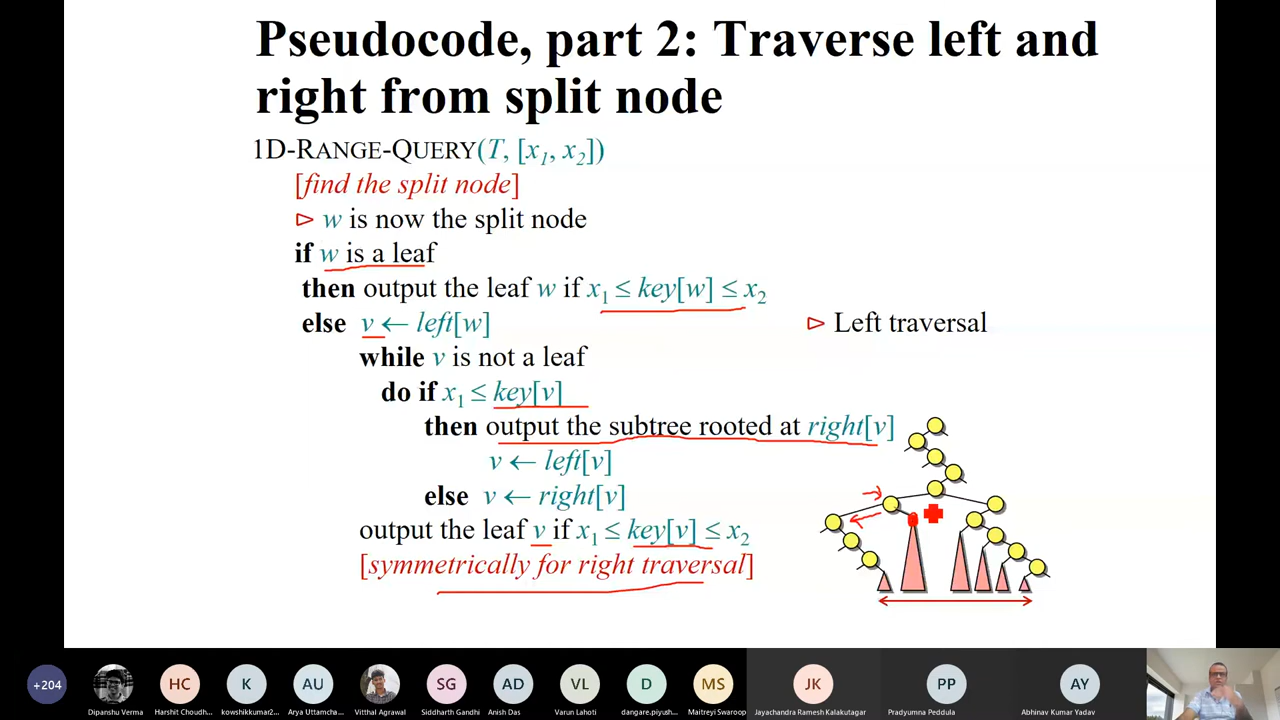 Pseudocode, part 2: Traverse left and
right from split node
1D-RANGE-QUERY(T, [x1, x2])
[find the split node]
▷ w is now the split node
if w is a leaf
then output the leaf w if x1 ≤ key[w] ≤ x2
else v ← left[w] ▷ Left traversal
while v is not a leaf
do if x1 ≤ key[v]
then output the subtree rooted at right[v]
v ← left[v]
else v ← right[v]
output the leaf v if x1 ≤ key[v] ≤ x2
[symmetrically for right traversal]
+204 HC K AU SG AD VL D MS JK PP AY
Dipanshu Verma Harshit Choudh... kowshikkumar2... Arya Uttamcha... Vitthal Agrawal Siddharth Gandhi Anish Das Varun Lahoti dangare.piyush... Maitreyi Swaroop Jayachandra Ramesh Kalakutagar Pradyumna Peddula Abhinav Kumar Yadav